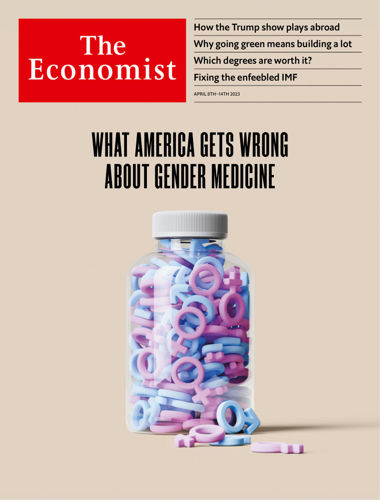 The
Economist
How the Trump show plays abroad
Why going green means building a lot
Which degrees are worth it?
Fixing the enfeebled IMF
APRIL 8TH–14TH 2023
WHAT AMERICA GETS WRONG
ABOUT GENDER MEDICINE